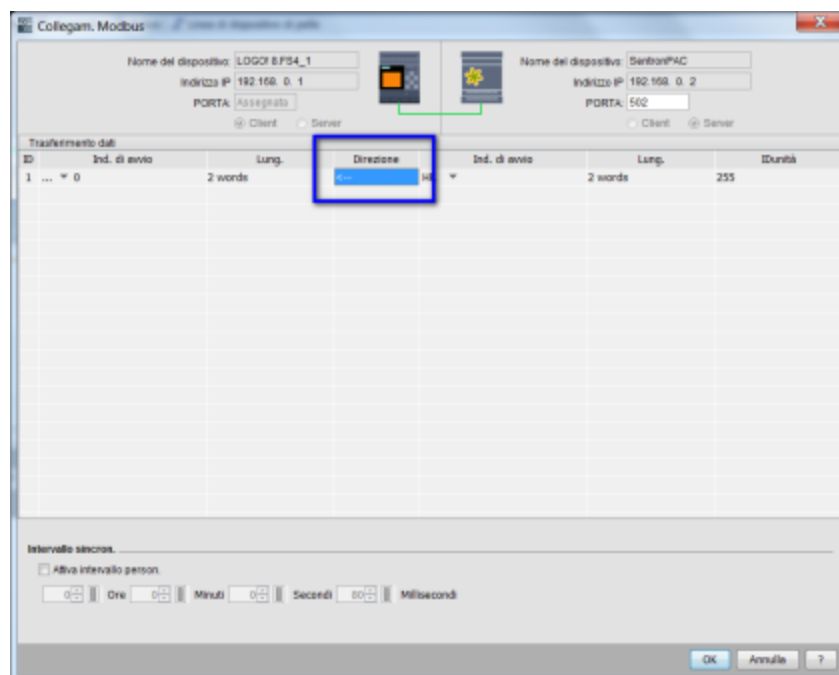 Collegam. Modbus
Nome del dispositivo: LOGO! 8.FS4_1
Nome del dispositivo: SentronPAC
Indirizzo IP 192.168. 0. 1
Indirizzo IP 192.168. 0. 2
PORTA: Assegnato
PORTA: 502
Client Server
Client Server
Trasferimento dati
ID Ind. di avvio Lung. Direzione Ind. di avvio Lung. IDunità
1 ... 0 2 words <-- 2 words 255
Intervallo sincron.
Attiva intervallo person.
0 Ore 0 Minuti 0 Secondi 80 Millisecondi
OK Annulla ?